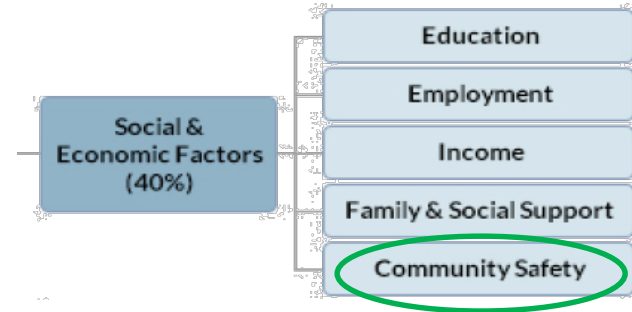 Social &
Economic Factors
(40%)
Education
Employment
Income
Family & Social Support
Community Safety